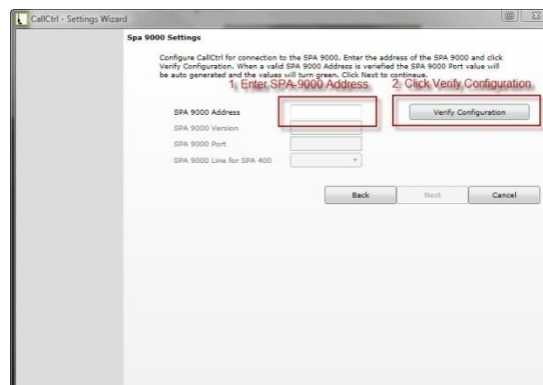 CallCtrl - Settings Wizard
Spa 9000 Settings
Configure CallCtrl for connection to the SPA 9000. Enter the address of the SPA 9000 and click
Verify Configuration. When a valid SPA 9000 Address is veriefied the SPA 9000 Port value will
be auto generated and the values will turn green. Click Next to contineue.
1, Enter SPA-9000 Address
2. Click Verify Configuration
SPA 9000 Address
Verify Configuration
SPA 9000 Version
SPA 9000 Port
SPA 9000 Line for SPA 400
Back
Next
Cancel